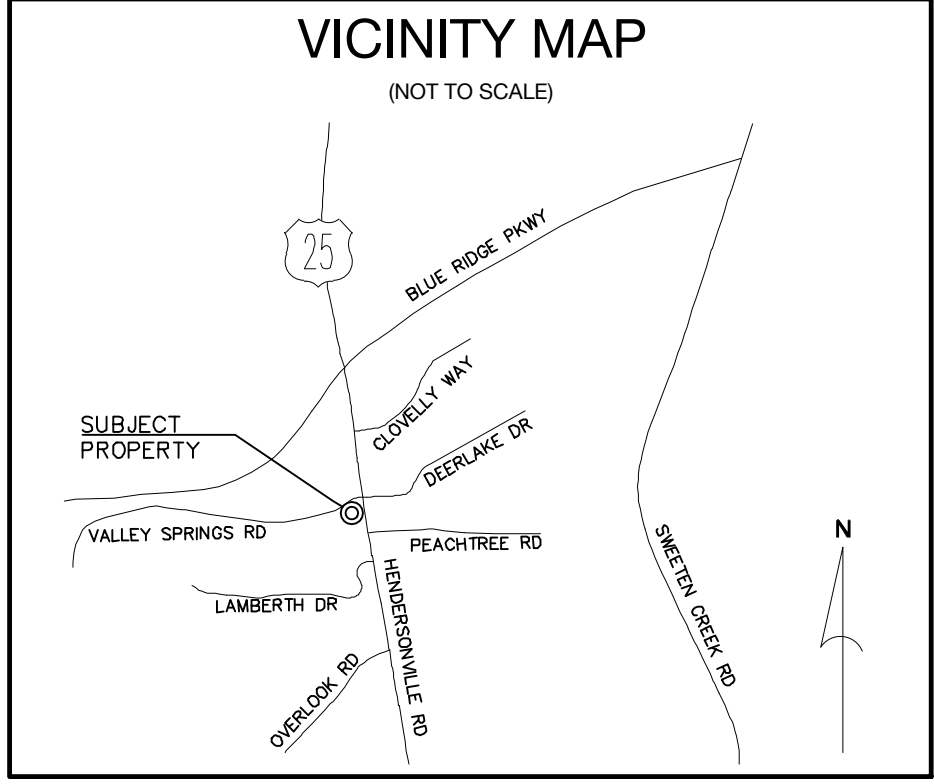 VICINITY MAP
(NOT TO SCALE)
25
BLUE RIDGE PKWY
CLOVELLY WAY
SUBJECT
PROPERTY
DEERLAKE DR
VALLEY SPRINGS RD
PEACHTREE RD
N
SWEETEN CREEK RD
HENDERSONVILLE RD
LAMBERTH DR
OVERLOOK RD